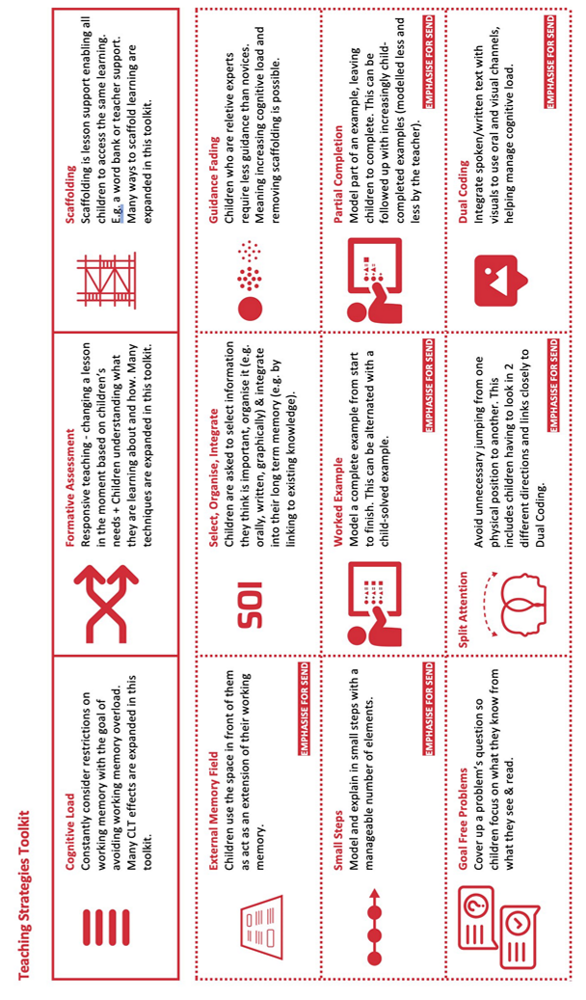 Teaching Strategies Toolkit
Cognitive Load
Constantly consider restrictions on
working memory with the goal of
avoiding working memory overload.
Many CLT effects are expanded in this
toolkit.
Formative Assessment
Responsive teaching - changing a lesson
in the moment based on children's
needs + Children understanding what
they are learning about and how. Many
techniques are expanded in this toolkit.
Scaffolding
Scaffolding is lesson support enabling all
children to access the same learning.
E.g. a word bank or teacher support.
Many ways to scaffold learning are
expanded in this toolkit.
External Memory Field
Children use the space in front of them
as act as an extension of their working
memory.
EMPHASISE FOR SEND
SOI
Select, Organise, Integrate
Children are asked to select information
they think is important, organise it (e.g.
orally, written, graphically) & integrate
into their long term memory (e.g. by
linking to existing knowledge).
Guidance Fading
Children who are reletive experts
require less guidance than novices.
Meaning increasing cognitive load and
removing scaffolding is possible.
Small Steps
Model and explain in small steps with a
manageable number of elements.
EMPHASISE FOR SEND
Worked Example
Model a complete example from start
to finish. This can be alternated with a
child-solved example.
EMPHASISE FOR SEND
Partial Completion
Model part of an example, leaving
children to complete. This can be
followed up with increasingly child-
completed examples (modelled less and
less by the teacher).
EMPHASISE FOR SEND
Goal Free Problems
Cover up a problem's question so
children focus on what they know from
what they see & read.
Split Attention
Avoid unnecessary jumping from one
physical position to another. This
includes children having to look in 2
different directions and links closely to
Dual Coding.
EMPHASISE FOR SEND
Dual Coding
Integrate spoken/written text with
visuals to use oral and visual channels,
helping manage cognitive load.
EMPHASISE FOR SEND